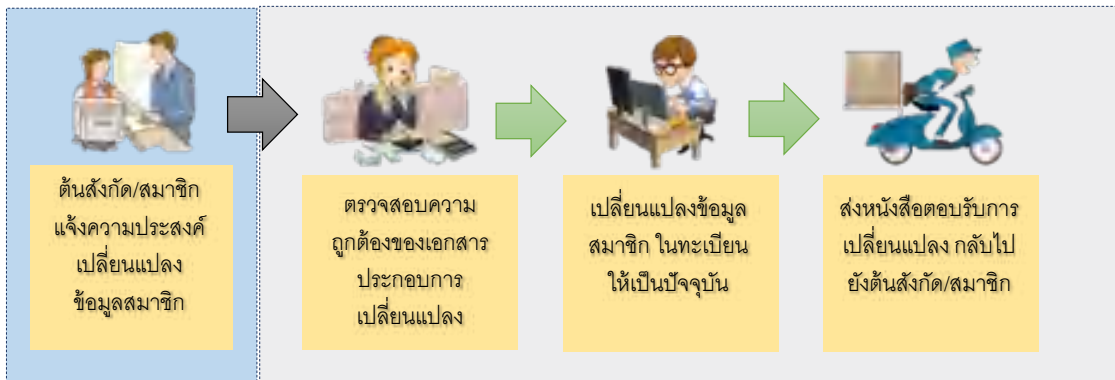 ต้นสังกัด/สมาชิก
แจ้งความประสงค์
เปลี่ยนแปลง
ข้อมูลสมาชิก
ตรวจสอบความ
ถูกต้องของเอกสาร
ประกอบการ
เปลี่ยนแปลง
เปลี่ยนแปลงข้อมูล
สมาชิก ในทะเบียน
ให้เป็นปัจจุบัน
ส่งหนังสือตอบรับการ
เปลี่ยนแปลง กลับไป
ยังต้นสังกัด/สมาชิก